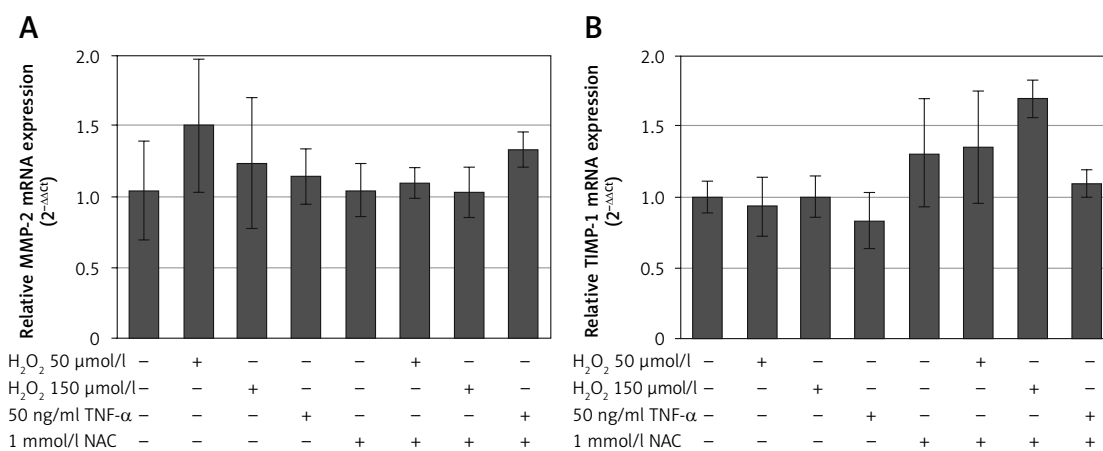 A
Relative MMP-2 mRNA expression
(2⁻ΔΔCt)
2.0
1.5
1.0
0.5
0
H₂O₂ 50 μmol/l – + – – – + – –
H₂O₂ 150 μmol/l – – + – – – + –
50 ng/ml TNF-α – – – + – – – +
1 mmol/l NAC – – – – + + + +
B
Relative TIMP-1 mRNA expression
(2⁻ΔΔCt)
2.0
1.5
1.0
0.5
0
H₂O₂ 50 μmol/l – + – – – + – –
H₂O₂ 150 μmol/l – – + – – – + –
50 ng/ml TNF-α – – – + – – – +
1 mmol/l NAC – – – – + + + +